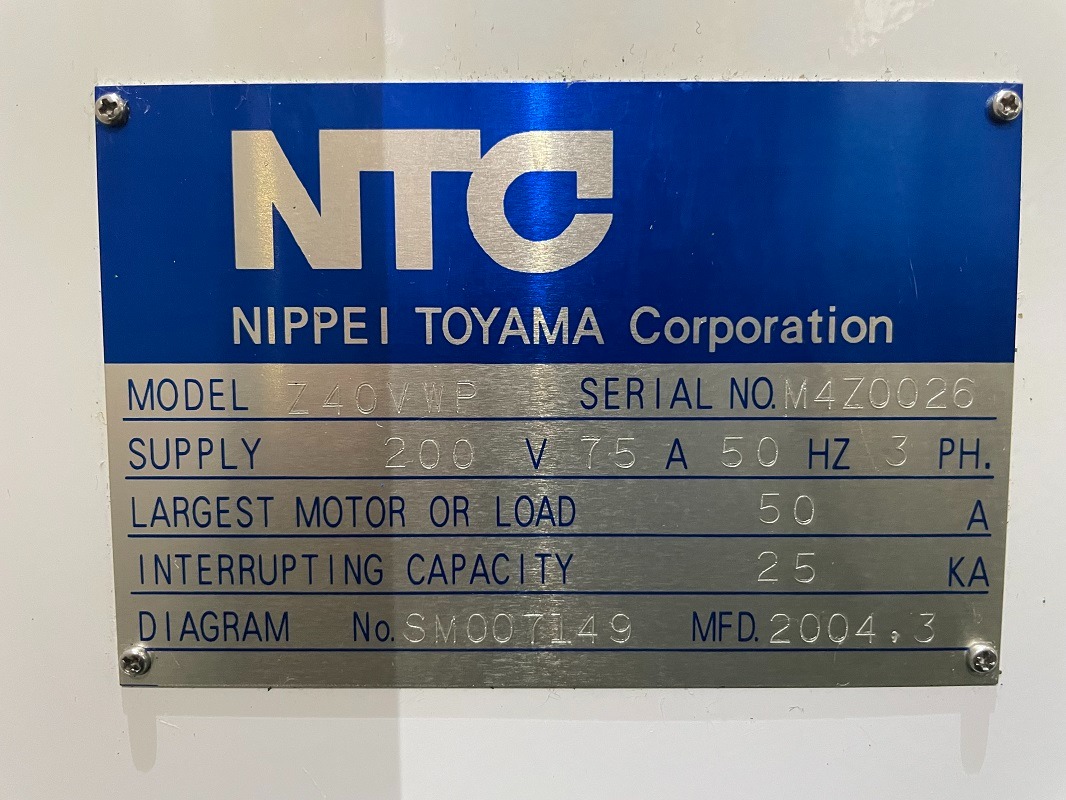 NTC
NIPPEI TOYAMA Corporation
MODEL Z40VWP SERIAL NO. M4Z0026
SUPPLY 200 V 75 A 50 HZ 3 PH.
LARGEST MOTOR OR LOAD 50 A
INTERRUPTING CAPACITY 25 KA
DIAGRAM No. SM007149 MFD. 2004,3